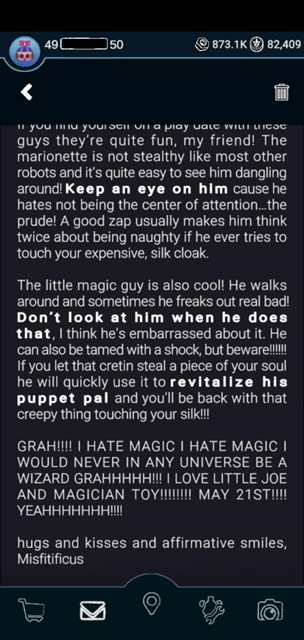 49 50 873.1K 82,409
If you find yourself on a play date with these
guys they're quite fun, my friend! The
marionette is not stealthy like most other
robots and it's quite easy to see him dangling
around! Keep an eye on him cause he
hates not being the center of attention...the
prude! A good zap usually makes him think
twice about being naughty if he ever tries to
touch your expensive, silk cloak.
The little magic guy is also cool! He walks
around and sometimes he freaks out real bad!
Don't look at him when he does
that, I think he's embarrassed about it. He
can also be tamed with a shock, but beware!!!!!!
If you let that cretin steal a piece of your soul
he will quickly use it to revitalize his
puppet pal and you'll be back with that
creepy thing touching your silk!!!
GRAH!!!! I HATE MAGIC I HATE MAGIC I
WOULD NEVER IN ANY UNIVERSE BE A
WIZARD GRAHHHHH!!! I LOVE LITTLE JOE
AND MAGICIAN TOY!!!!!!!! MAY 21ST!!!!
YEAHHHHHHH!!!!
hugs and kisses and affirmative smiles,
Misfitificus